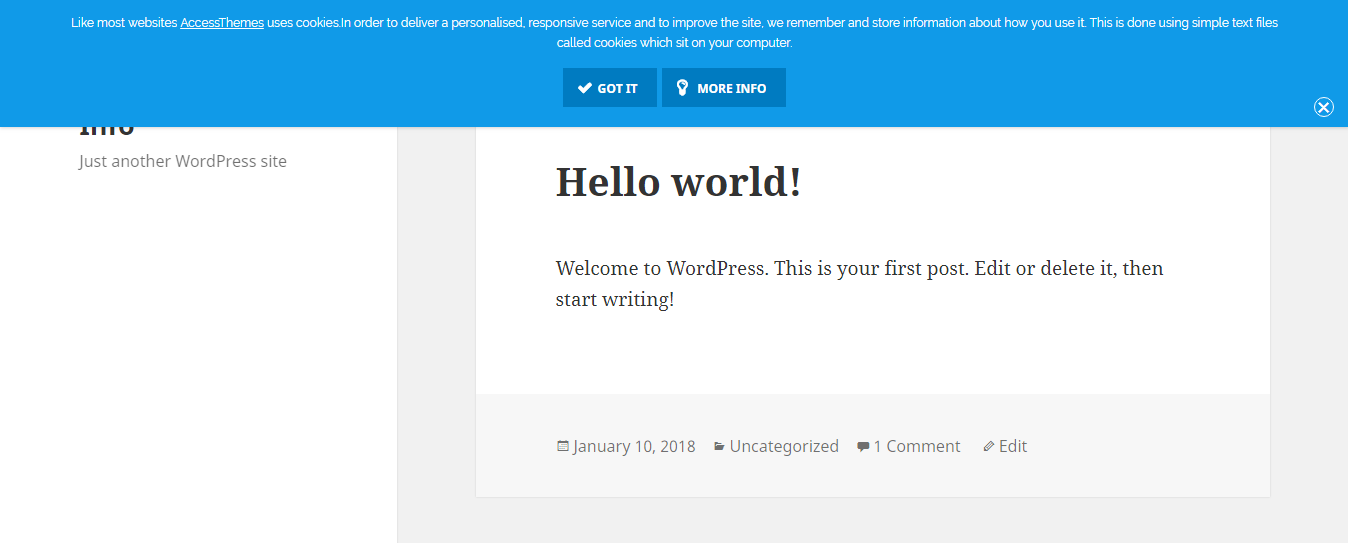 Like most websites AccessThemes uses cookies.In order to deliver a personalised, responsive service and to improve the site, we remember and store information about how you use it. This is done using simple text files
called cookies which sit on your computer.
GOT IT
MORE INFO
Info
Just another WordPress site
Hello world!
Welcome to WordPress. This is your first post. Edit or delete it, then
start writing!
January 10, 2018 Uncategorized 1 Comment Edit